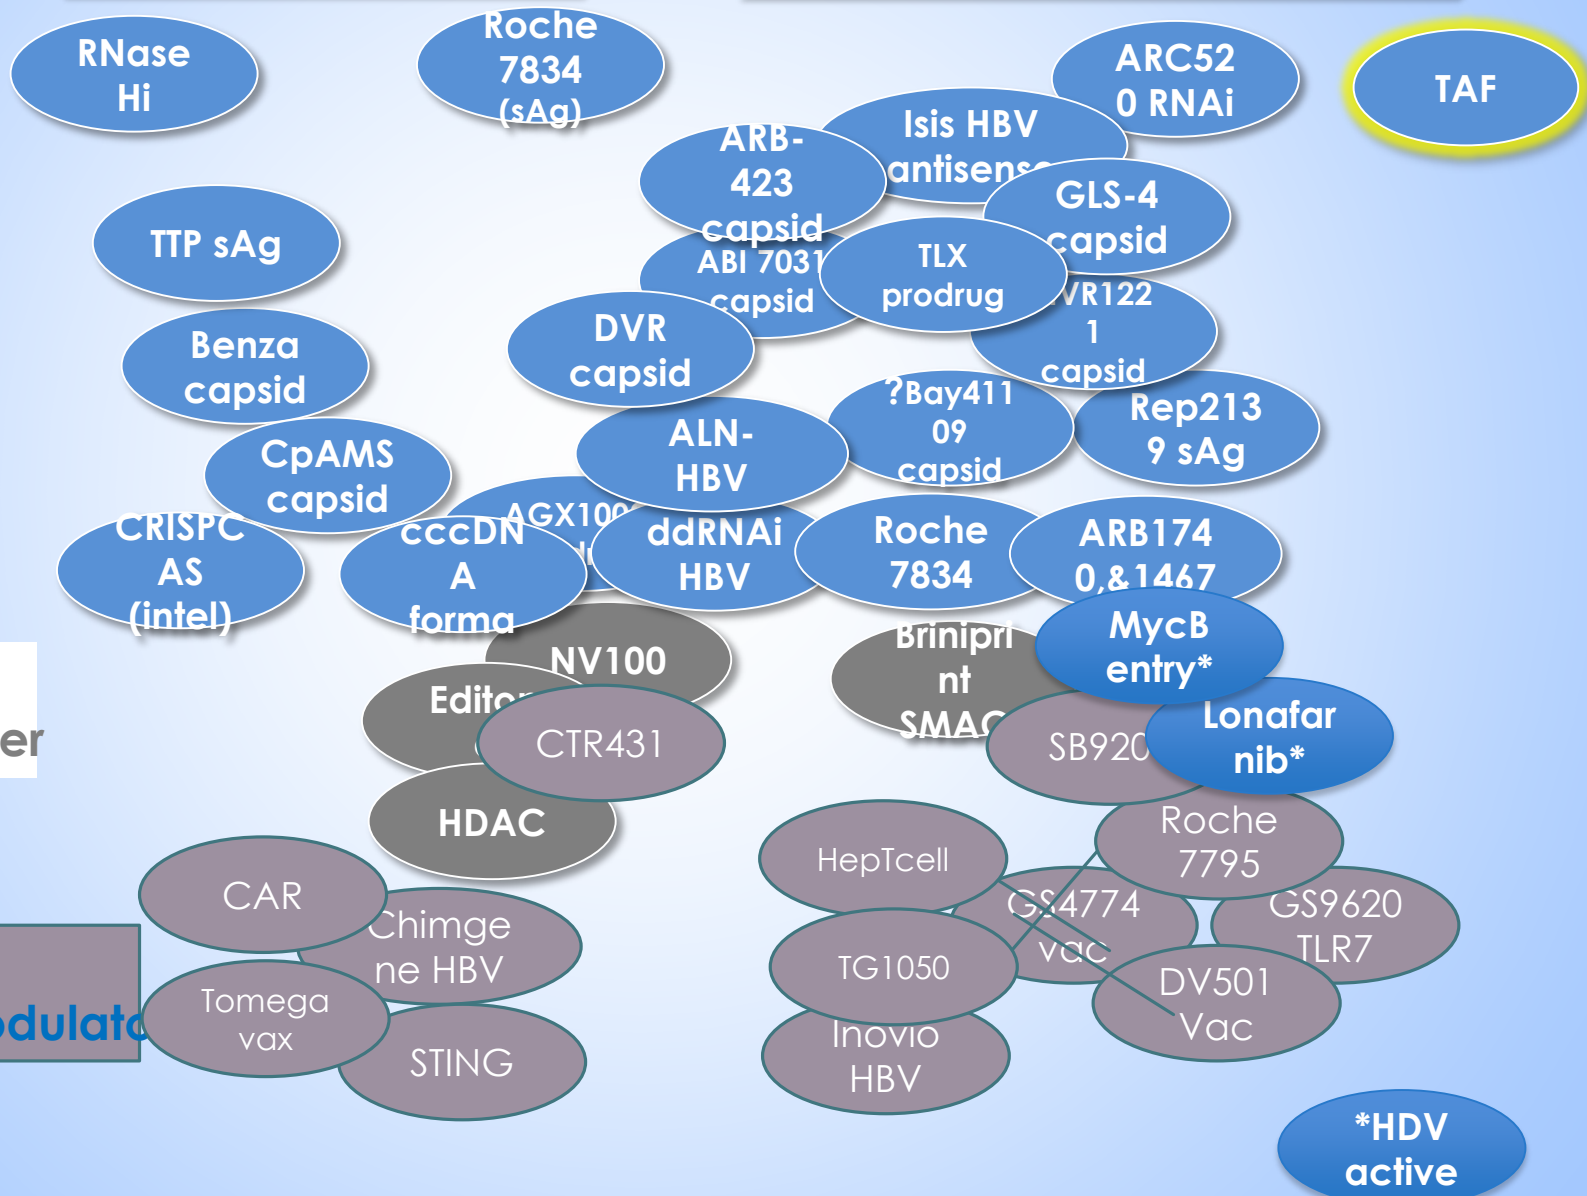 RNase
Hi
Roche
7834
(sAg)
ARC52
0 RNAi
TAF
Isis HBV
antisense
ARB-
423
capsid
GLS-4
capsid
TTP sAg
ABI 7031
capsid
TLX
prodrug
VR122
1
capsid
DVR
capsid
Benza
capsid
?Bay411
09
capsid
Rep213
9 sAg
ALN-
HBV
CpAMS
capsid
CRISPC
AS
(intel)
cccDN
A
forma
AGX100
ddRNAi
HBV
Roche
7834
ARB174
0,&1467
MycB
entry*
NV100
Brinipri
nt
SMAC
Lonafar
nib*
Editor
CTR431
SB920
er
HDAC
HepTcell
Roche
7795
CAR
Chimge
ne HBV
GS4774
vac
GS9620
TLR7
TG1050
DV501
Vac
Tomega
vax
odulato
STING
Inovio
HBV
*HDV
active